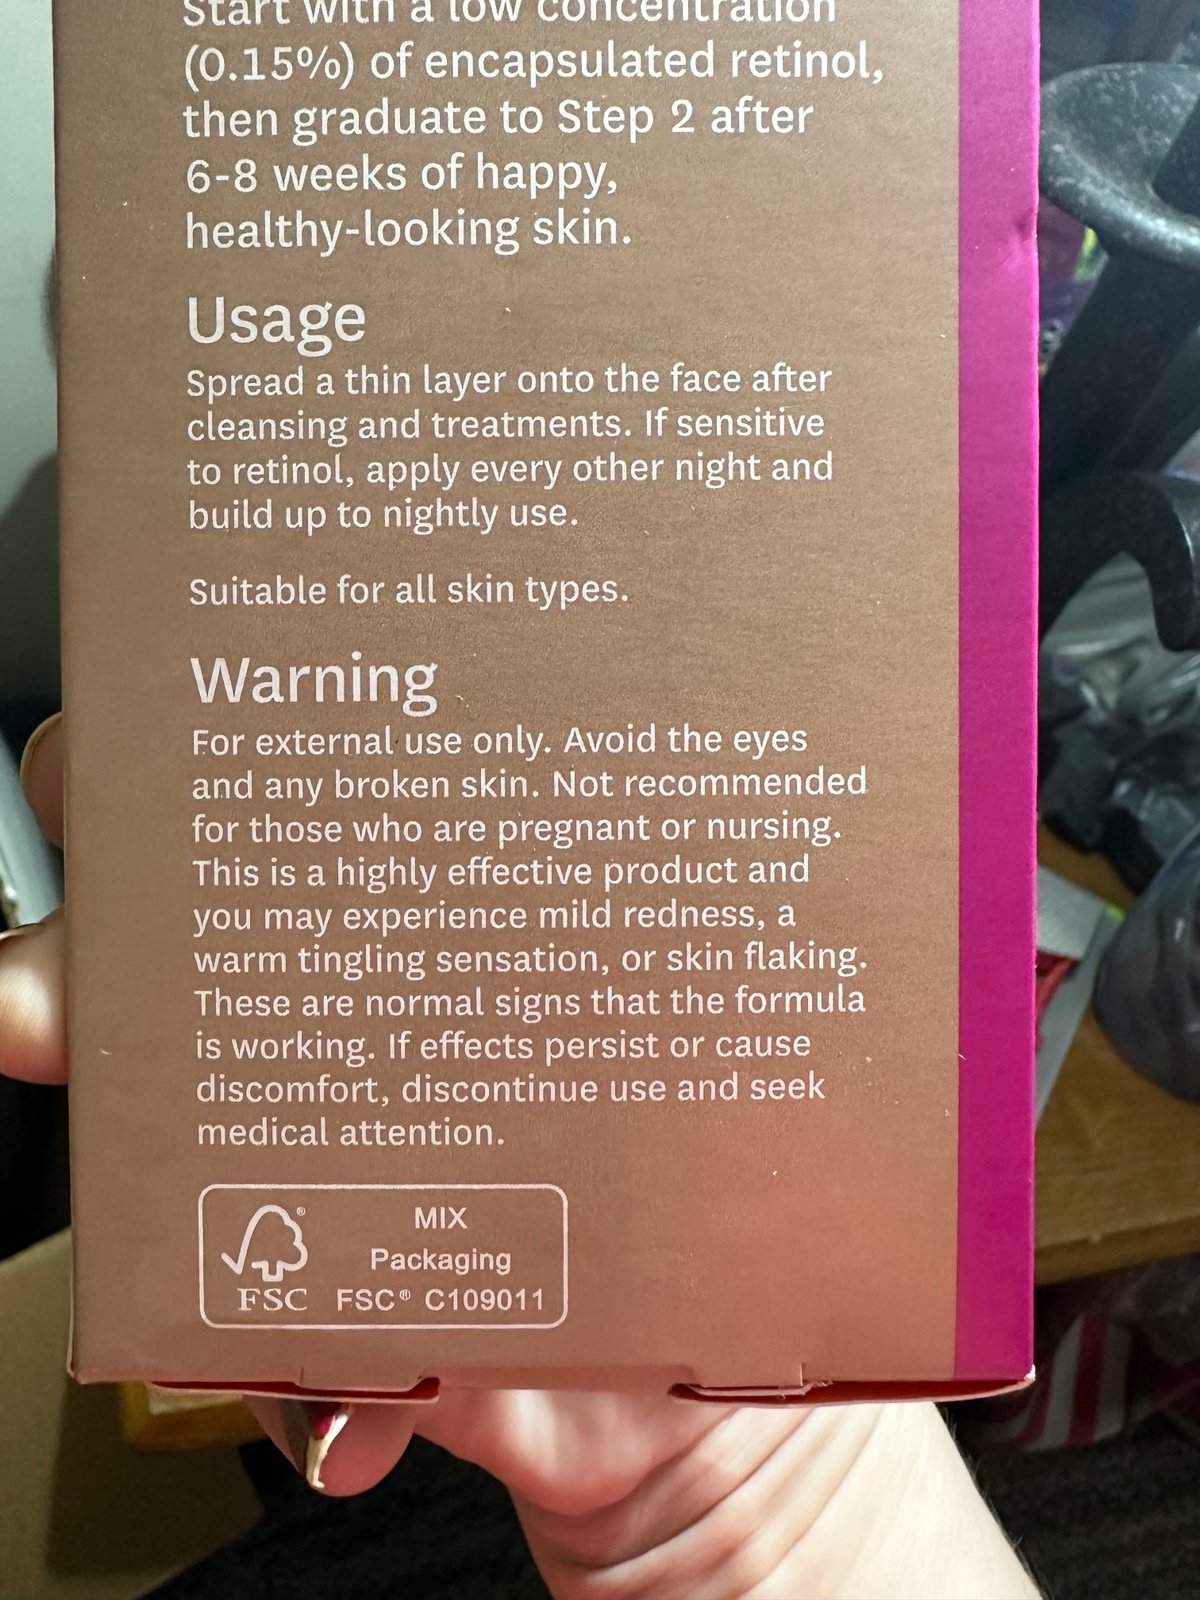 Start with a low concentration
(0.15%) of encapsulated retinol,
then graduate to Step 2 after
6-8 weeks of happy,
healthy-looking skin.
Usage
Spread a thin layer onto the face after
cleansing and treatments. If sensitive
to retinol, apply every other night and
build up to nightly use.
Suitable for all skin types.
Warning
For external use only. Avoid the eyes
and any broken skin. Not recommended
for those who are pregnant or nursing.
This is a highly effective product and
you may experience mild redness, a
warm tingling sensation, or skin flaking.
These are normal signs that the formula
is working. If effects persist or cause
discomfort, discontinue use and seek
medical attention.
MIX
Packaging
FSC FSC® C109011